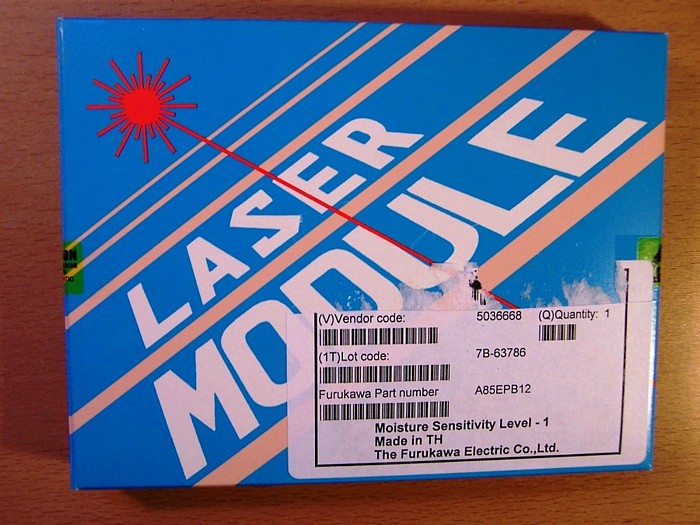 LASER
MODULE
(V)Vendor code: 5036668 (Q)Quantity: 1
(1T)Lot code: 7B-63786
Furukawa Part number A85EPB12
Moisture Sensitivity Level - 1
Made in TH
The Furukawa Electric Co.,Ltd.